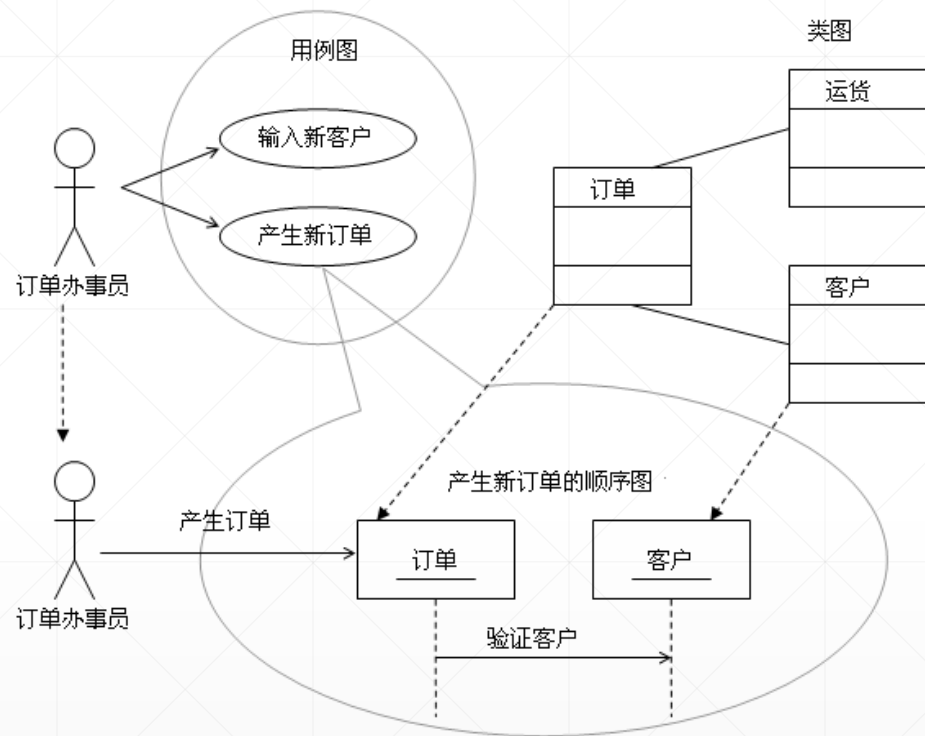 用例图
类图
运货
输入新客户
订单
产生新订单
订单办事员
客户
产生新订单的顺序图
产生订单
订单
客户
订单办事员
验证客户